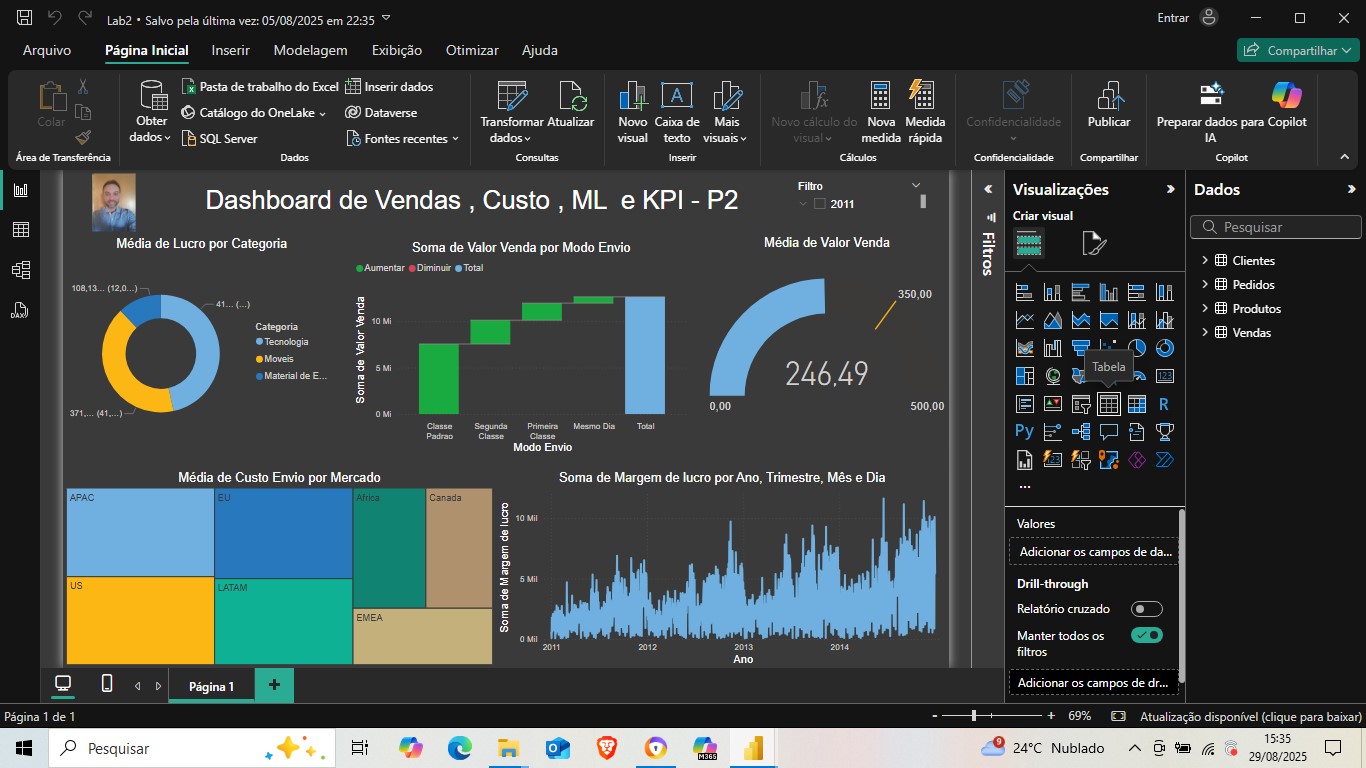 Lab2 • Salvo pela última vez: 05/08/2025 em 22:35
Entrar
Arquivo
Página Inicial
Inserir
Modelagem
Exibição
Otimizar
Ajuda
Compartilhar
Colar
Área de Transferência
Obter dados
Pasta de trabalho do Excel
Catálogo do OneLake
SQL Server
Inserir dados
Dataverse
Fontes recentes
Dados
Transformar dados
Atualizar
Consultas
Novo visual
Caixa de texto
Mais visuais
Inserir
Novo cálculo do visual
Nova medida
Medida rápida
Cálculos
Confidencialidade
Confidencialidade
Publicar
Compartilhar
Preparar dados para IA
Copilot
Copilot
Dashboard de Vendas , Custo , ML e KPI - P2
Filtro
2011
Média de Lucro por Categoria
108,13... (12,0...)
41... (...)
371,... (41,...)
Categoria
Tecnologia
Moveis
Material de E...
Soma de Valor Venda por Modo Envio
Aumentar
Diminuir
Total
Soma de Valor Venda
10 Mi
5 Mi
0 Mi
Classe Padrao
Segunda Classe
Primeira Classe
Mesmo Dia
Total
Modo Envio
Média de Valor Venda
350,00
246,49
0,00
500,00
Média de Custo Envio por Mercado
APAC
EU
Africa
Canada
US
LATAM
EMEA
Soma de Margem de lucro por Ano, Trimestre, Mês e Dia
Soma de Margem de lucro
10 Mil
5 Mil
0 Mil
2011
2012
2013
2014
Ano
Filtros
Visualizações
Criar visual
Tabela
123
R
Py
123
...
Valores
Adicionar os campos de da...
Drill-through
Relatório cruzado
Manter todos os filtros
Adicionar os campos de dr...
Dados
Pesquisar
Clientes
Pedidos
Produtos
Vendas
DAX
Página 1
Página 1 de 1
69%
Atualização disponível (clique para baixar)
Pesquisar
M365
9
24°C Nublado
15:35
29/08/2025